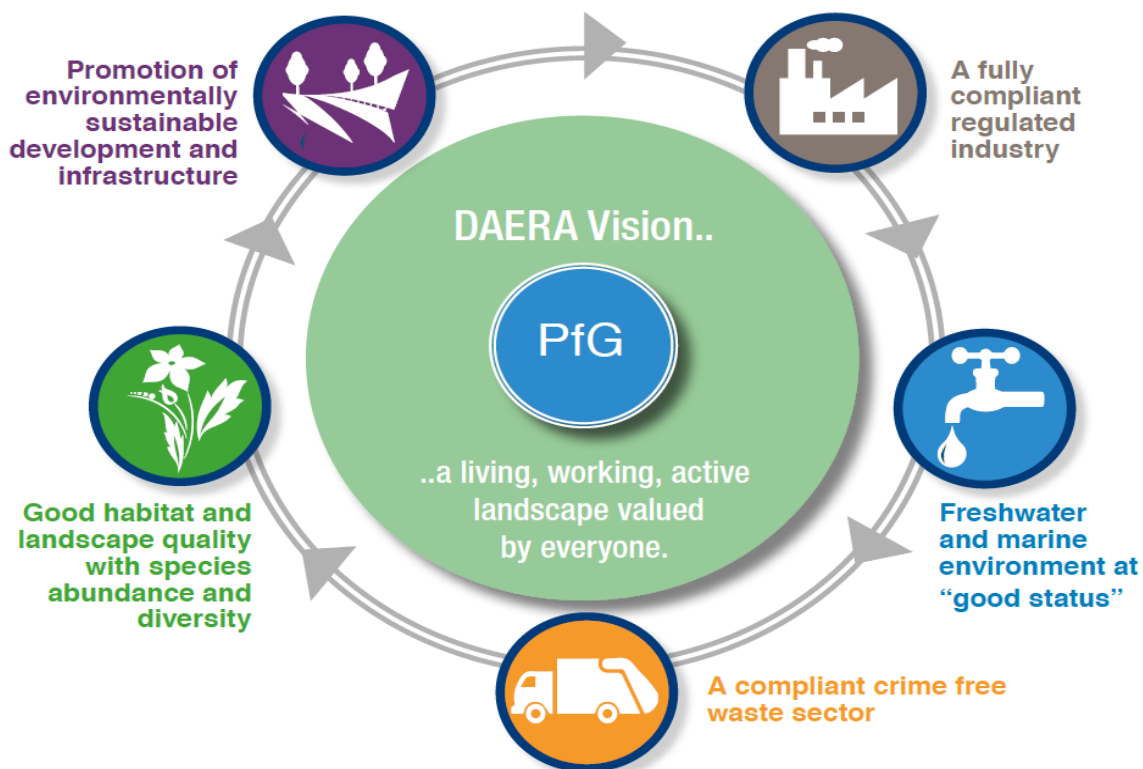 Promotion of
environmentally
sustainable
development and
infrastructure
A fully
compliant
regulated
industry
DAERA Vision..
PfG
..a living, working, active
landscape valued
by everyone.
Good habitat and
landscape quality
with species
abundance and
diversity
Freshwater
and marine
environment at
“good status”
A compliant crime free
waste sector